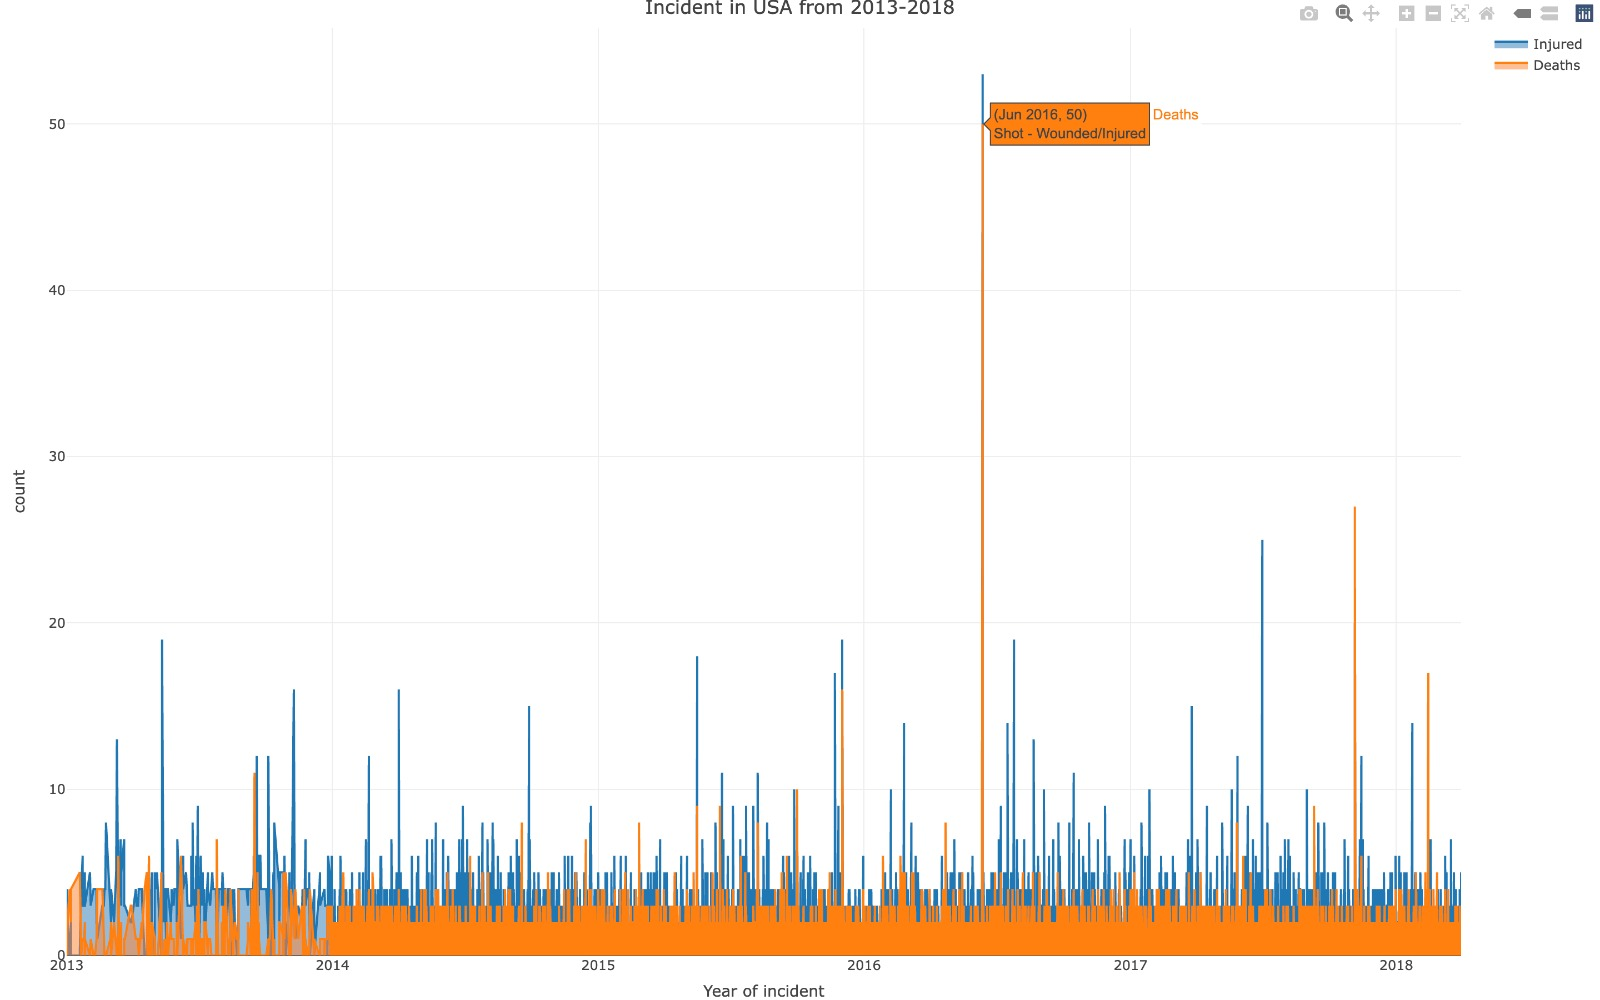 Incident in USA from 2013-2018
Injured
Deaths
(Jun 2016, 50)
Shot - Wounded/Injured
Deaths
50
40
30
20
10
0
count
2013
2014
2015
2016
2017
2018
Year of incident